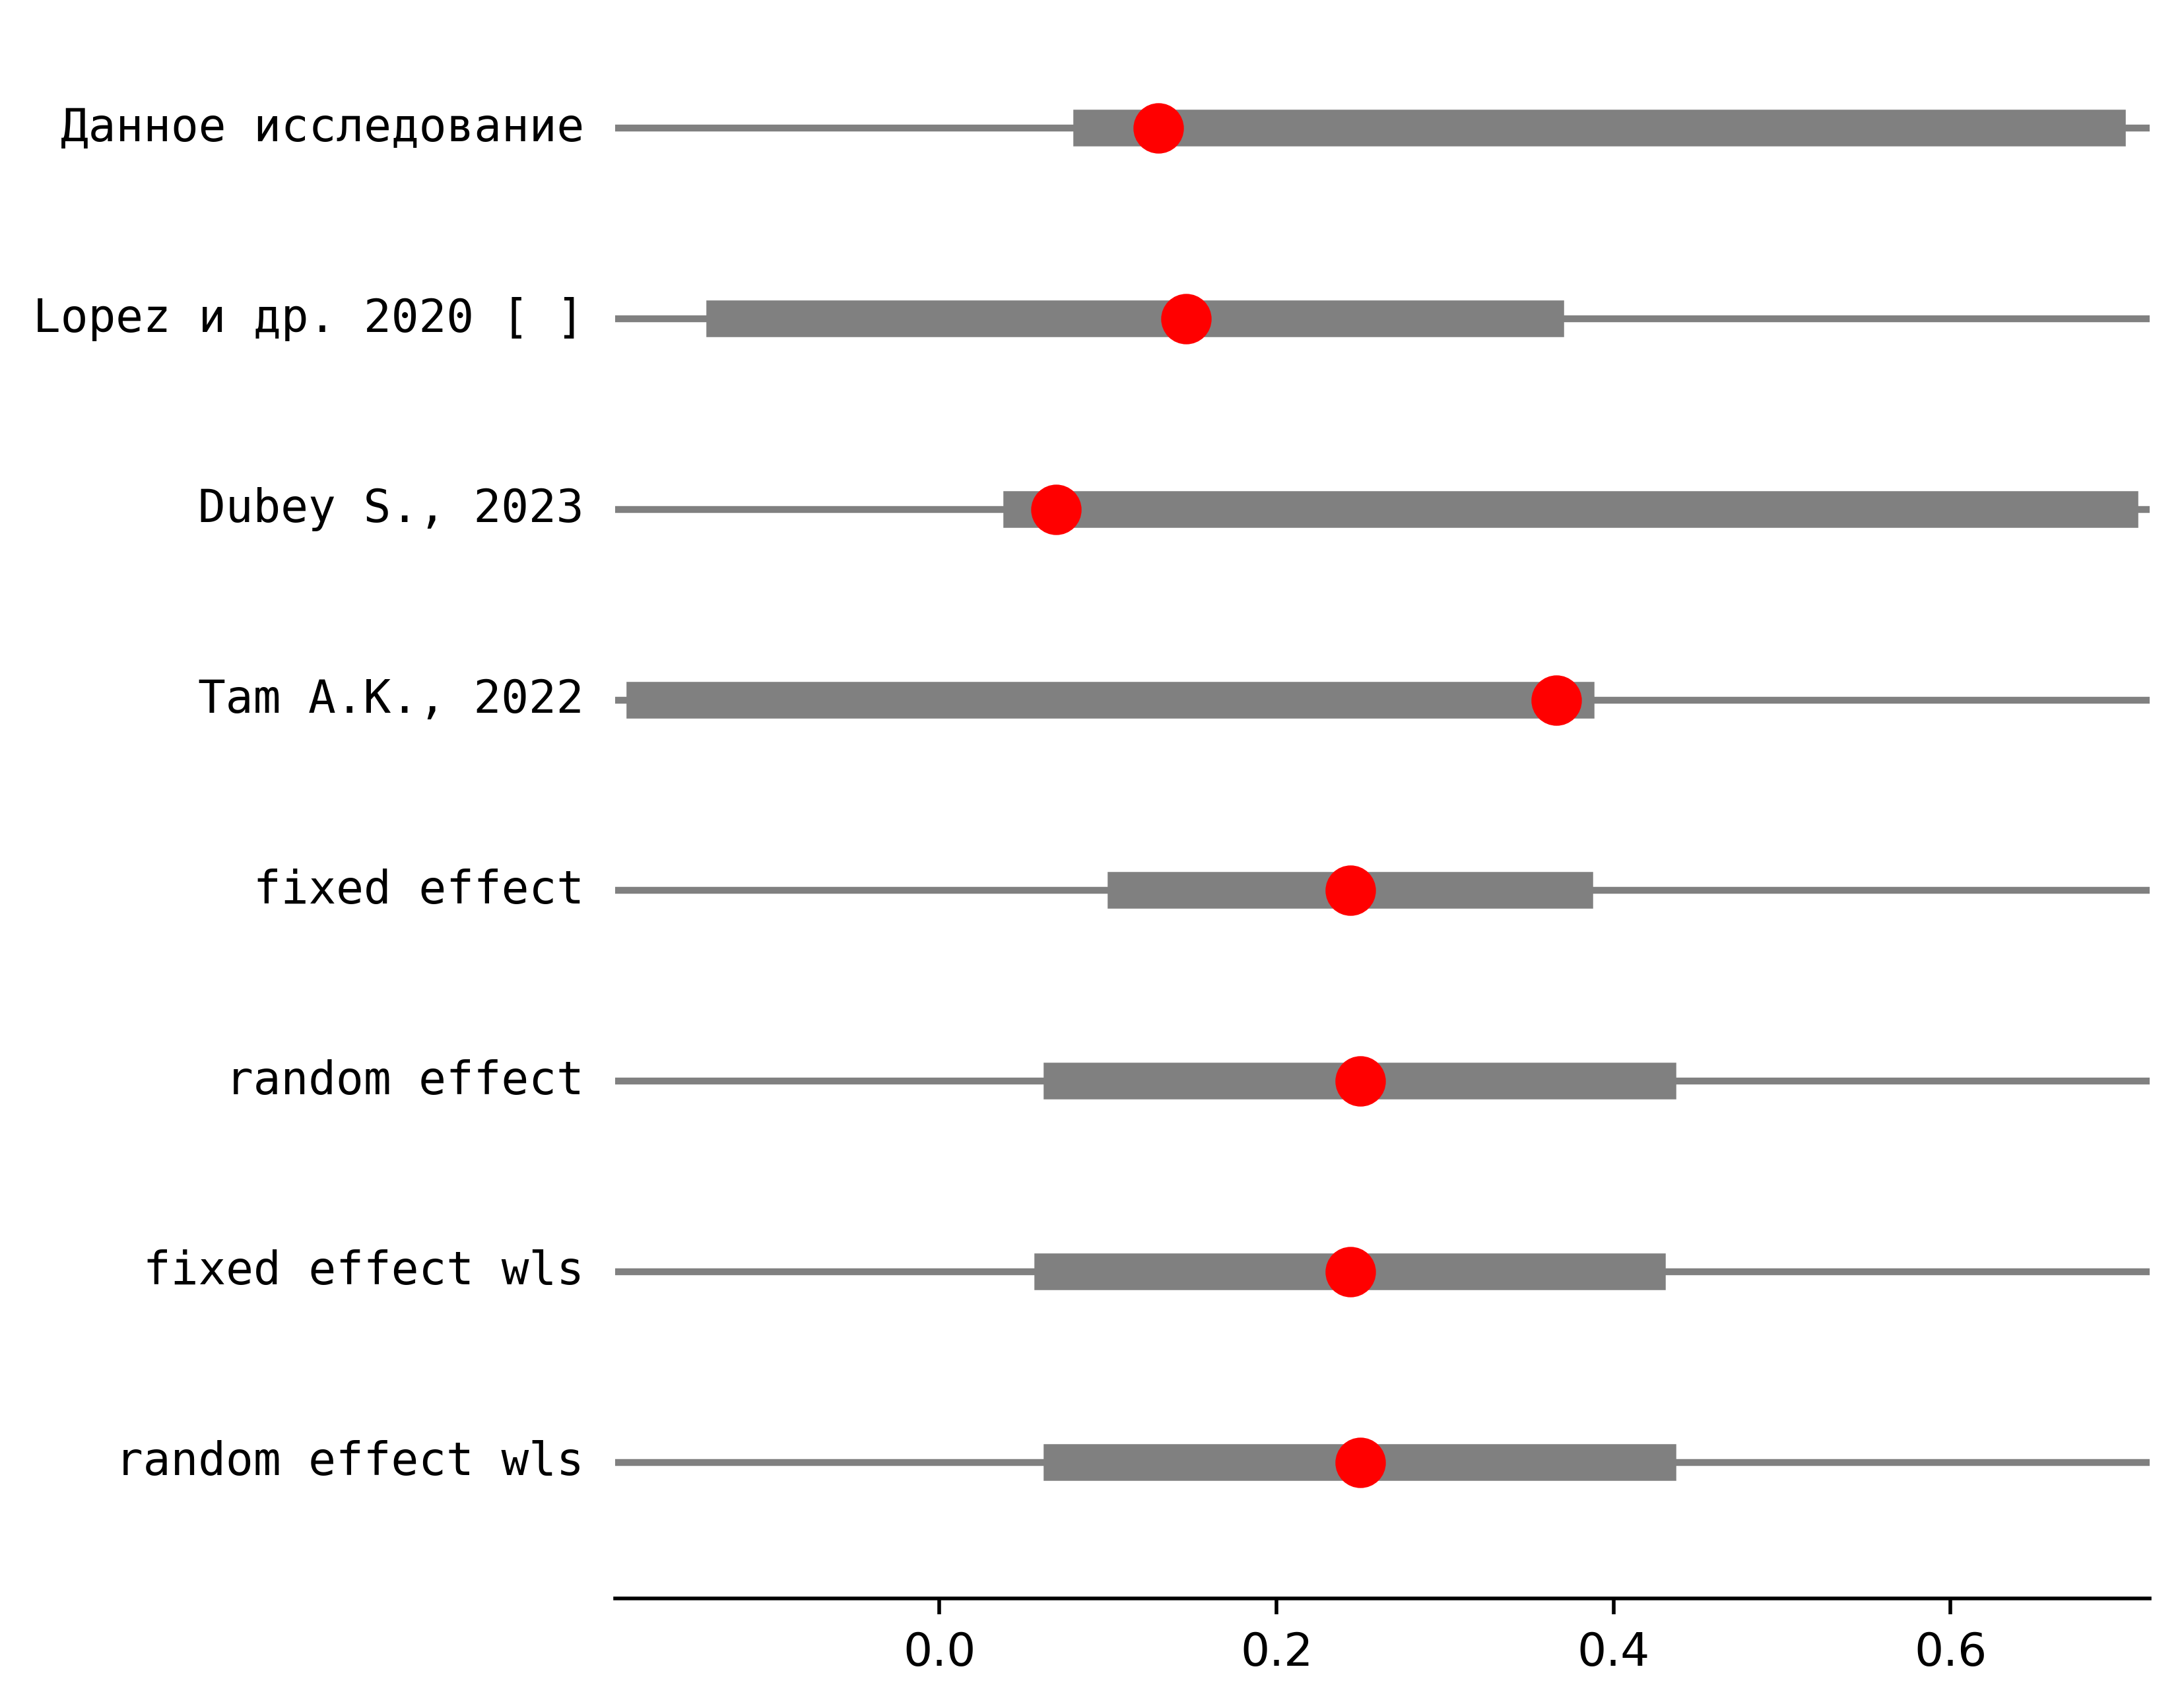 Данное исследование
Lopez и др. 2020 [ ]
Dubey S., 2023
Tam A.K., 2022
fixed effect
random effect
fixed effect wls
random effect wls
0.0 0.2 0.4 0.6